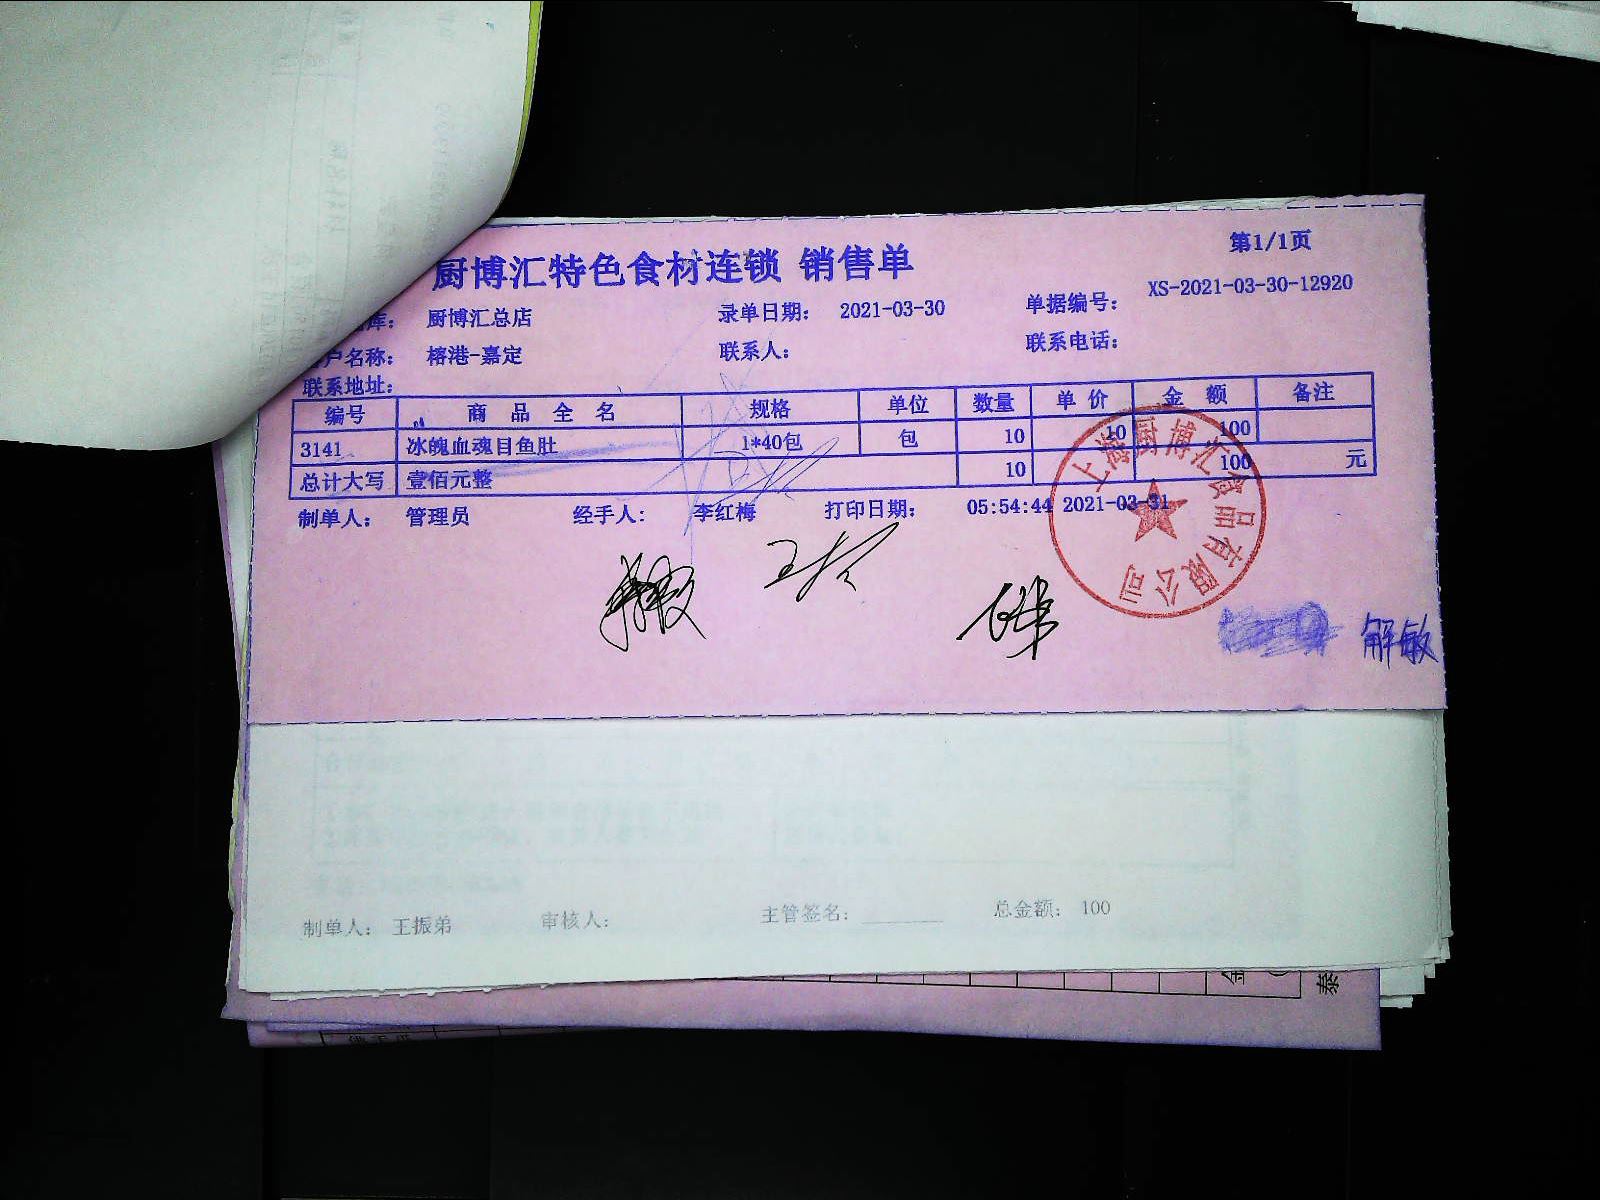 厨博汇特色食材连锁 销售单
第1/1页
库： 厨博汇总店 录单日期： 2021-03-30 单据编号： XS-2021-03-30-12920
户名称： 榕港-嘉定 联系人： 联系电话：
联系地址：
编号 商 品 全 名 规格 单位 数量 单 价 金 额 备注
3141 冰魄血魂目鱼肚 1*40包 包 10 10 100
总计大写 壹佰元整 10 100 元
制单人： 管理员 经手人： 李红梅 打印日期： 05:54:44 2021-03-31
上海厨博汇食品有限公司
解敏
制单人： 王振弟 审核人： 主管签名： 总金额： 100
泰